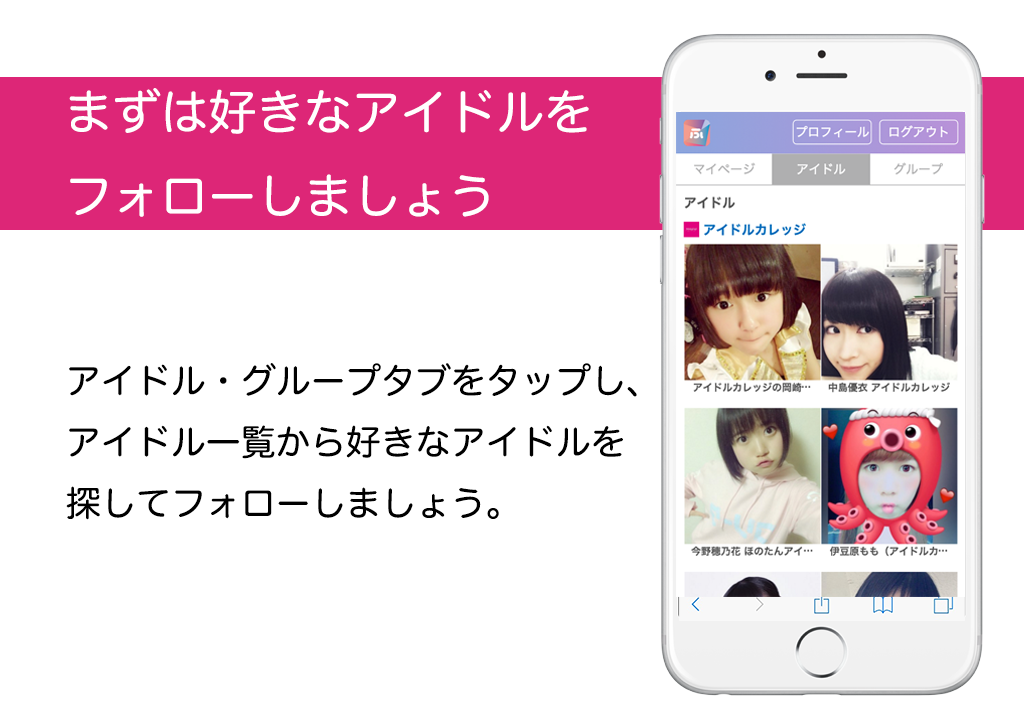 まずは好きなアイドルを
フォローしましょう
アイドル・グループタブをタップし、
アイドル一覧から好きなアイドルを
探してフォローしましょう。
プロフィール ログアウト
マイページ アイドル グループ
アイドル
アイドルカレッジ
アイドルカレッジの岡崎… 中島優衣 アイドルカレッジ
今野穂乃花 ほのたんアイ… 伊豆原もも（アイドルカ…